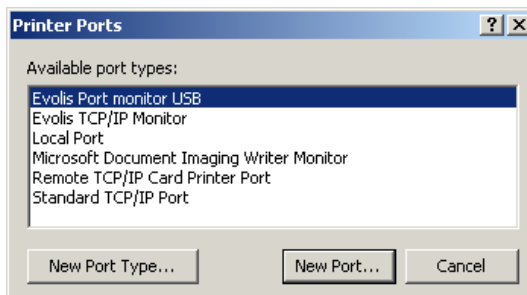 Printer Ports
Available port types:
Evolis Port monitor USB
Evolis TCP/IP Monitor
Local Port
Microsoft Document Imaging Writer Monitor
Remote TCP/IP Card Printer Port
Standard TCP/IP Port
New Port Type... New Port... Cancel